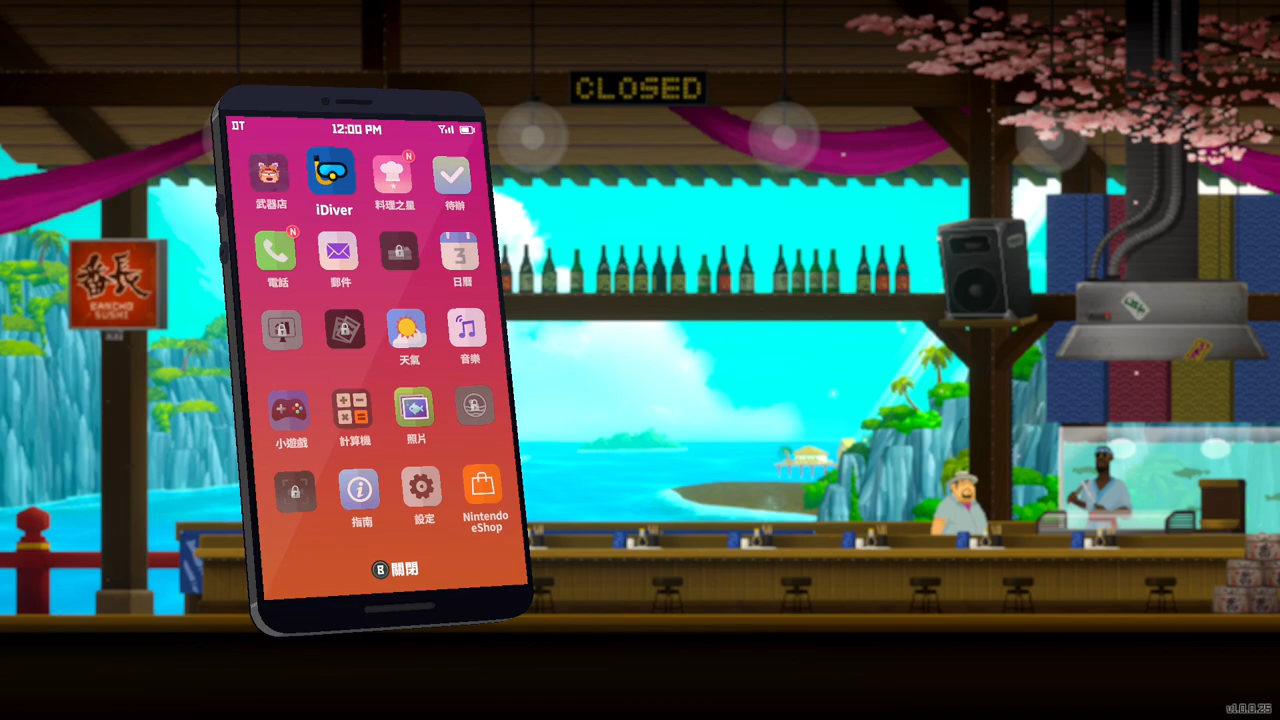 CLOSED
DT 12:00 PM
N
武器店 iDiver 料理之星 待辦
N
3
電話 郵件 日曆
天氣 音樂
小遊戲 計算機 照片
指南 設定 Nintendo
eShop
B 關閉
番長
BANCHO
SUSHI
v1.0.0.25